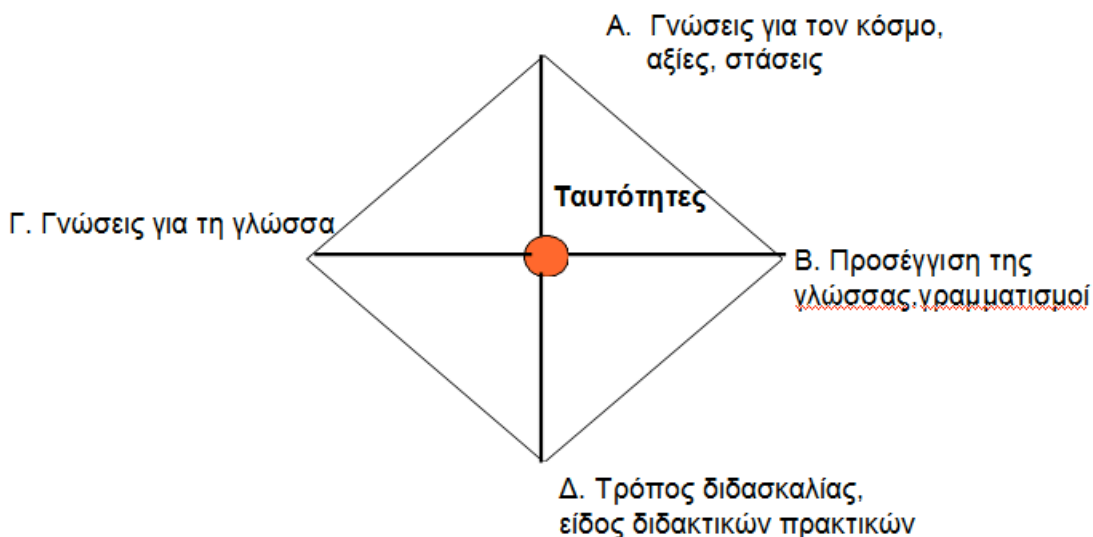 Α. Γνώσεις για τον κόσμο,
αξίες, στάσεις
Ταυτότητες
Γ. Γνώσεις για τη γλώσσα
Β. Προσέγγιση της
γλώσσας,γραμματισμοί
Δ. Τρόπος διδασκαλίας,
είδος διδακτικών πρακτικών